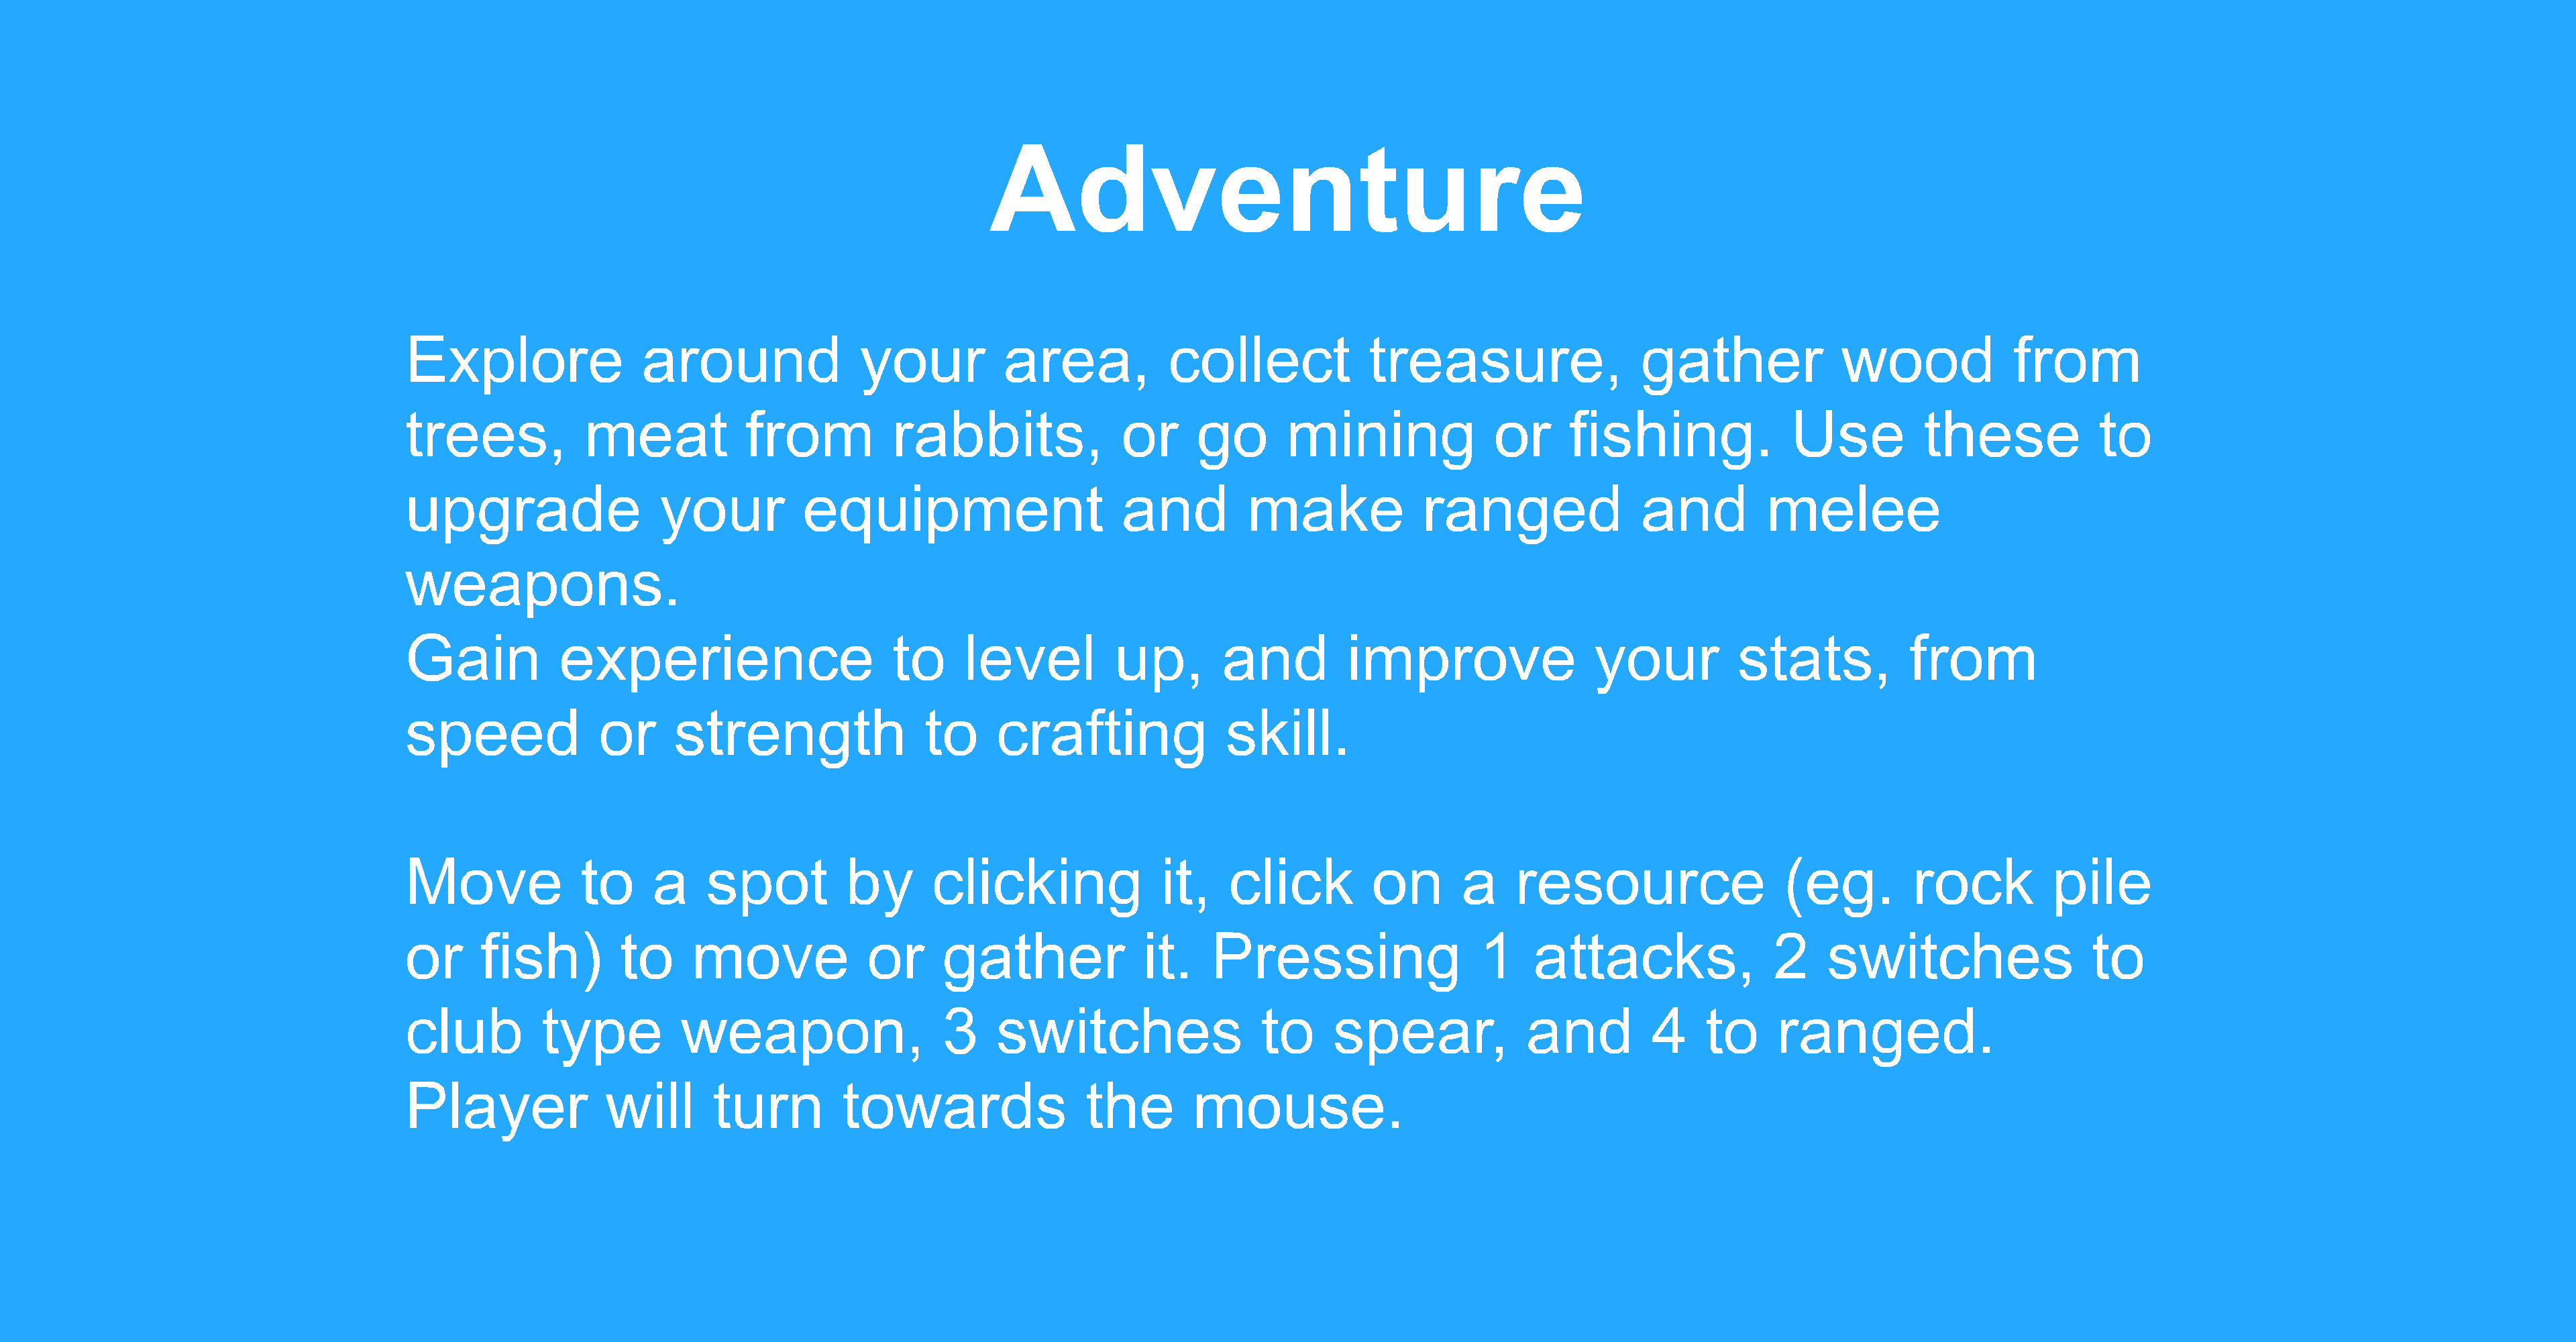 Adventure
Explore around your area, collect treasure, gather wood from
trees, meat from rabbits, or go mining or fishing. Use these to
upgrade your equipment and make ranged and melee
weapons.
Gain experience to level up, and improve your stats, from
speed or strength to crafting skill.
Move to a spot by clicking it, click on a resource (eg. rock pile
or fish) to move or gather it. Pressing 1 attacks, 2 switches to
club type weapon, 3 switches to spear, and 4 to ranged.
Player will turn towards the mouse.